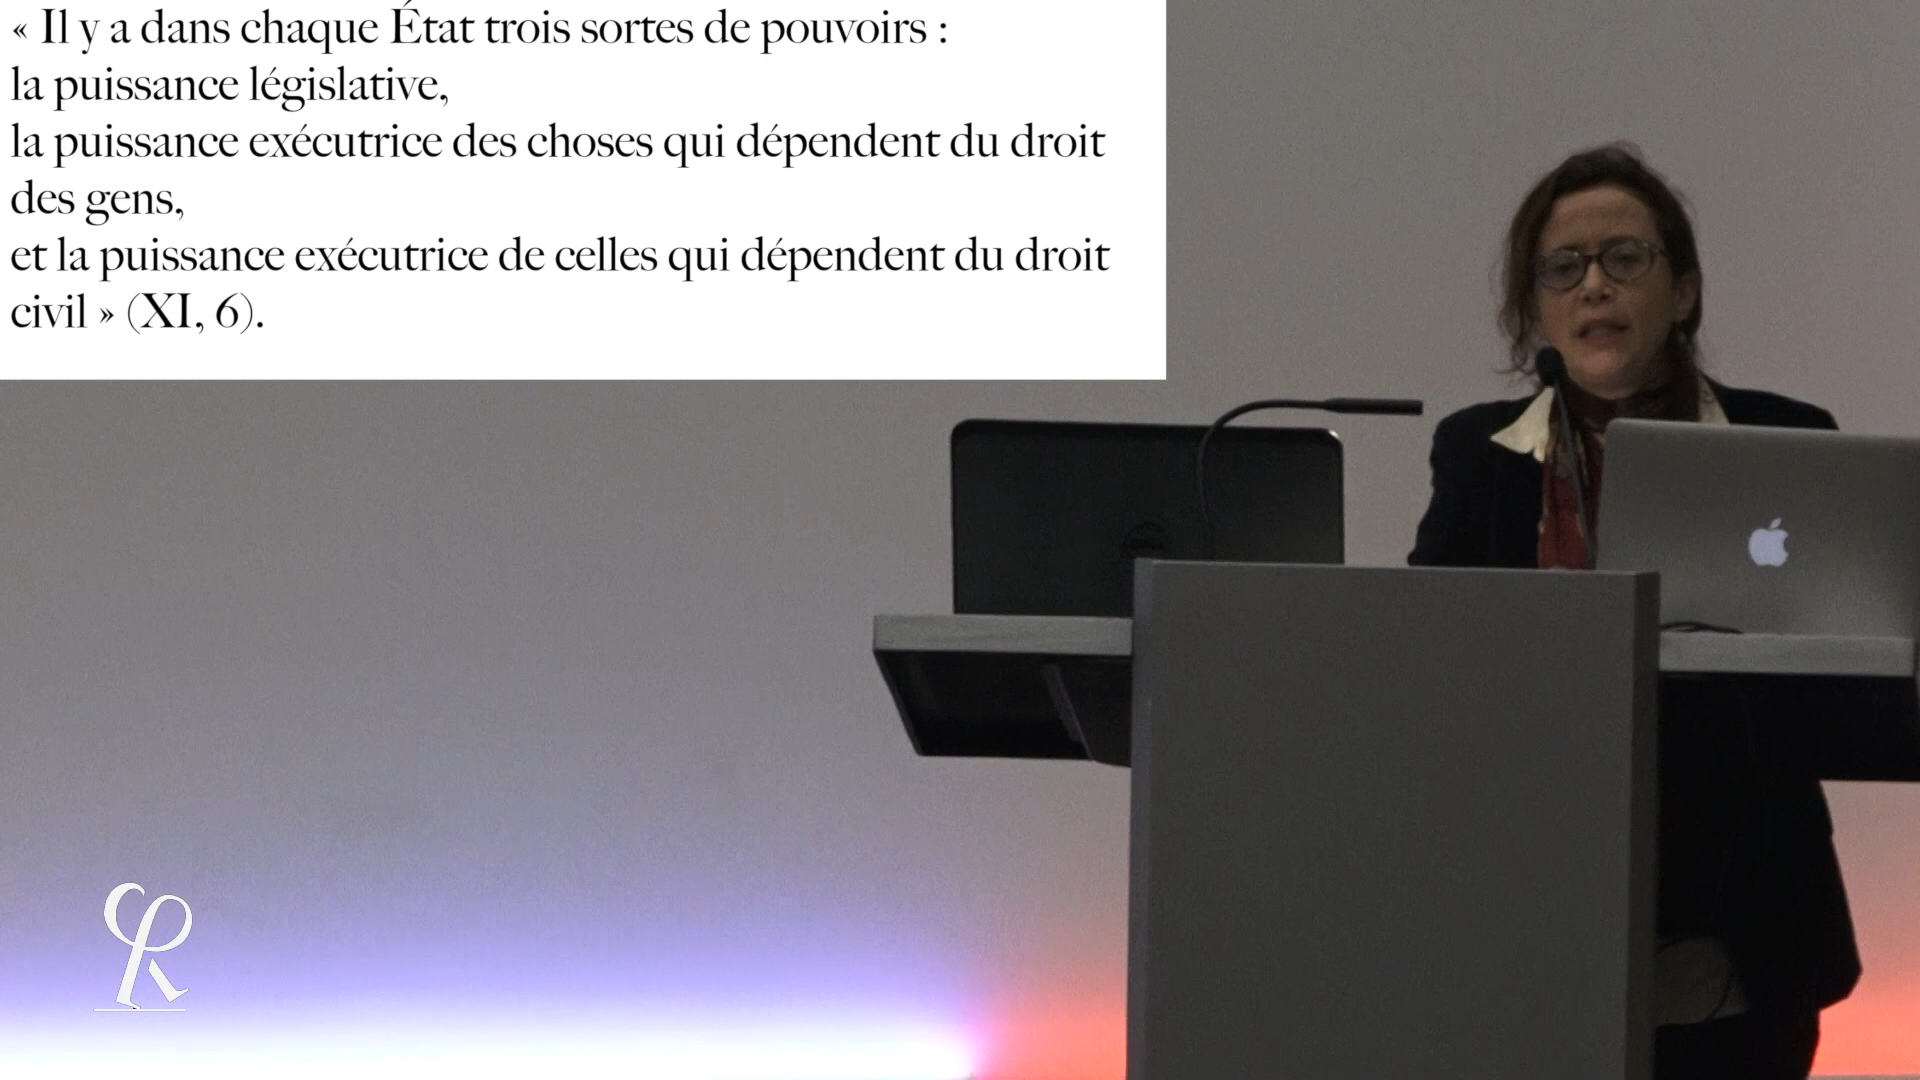 « Il y a dans chaque État trois sortes de pouvoirs :
la puissance législative,
la puissance exécutrice des choses qui dépendent du droit
des gens,
et la puissance exécutrice de celles qui dépendent du droit
civil » (XI, 6).